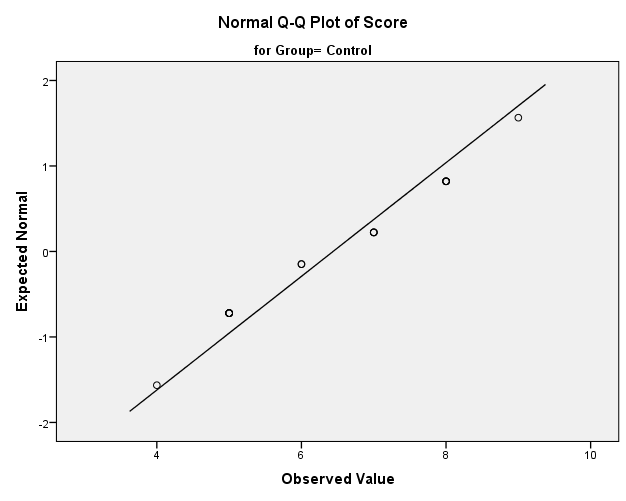 Normal Q-Q Plot of Score
for Group= Control
Expected Normal
2
1
0
-1
-2
4
6
8
10
Observed Value